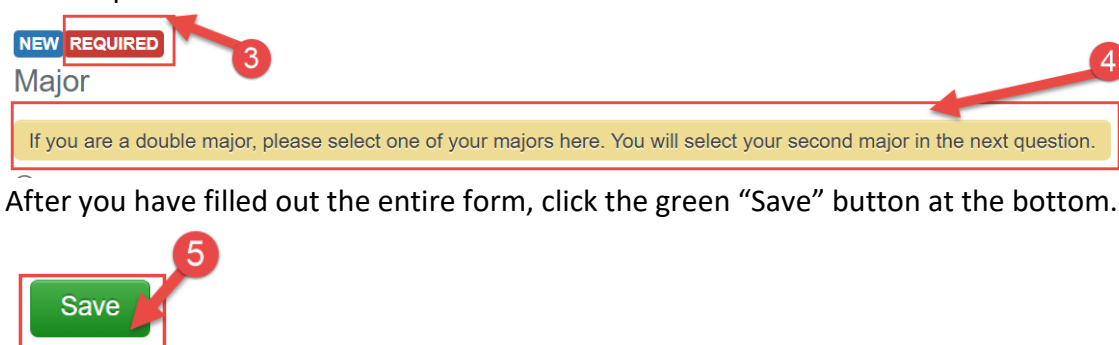 NEW REQUIRED
3
4
Major
If you are a double major, please select one of your majors here. You will select your second major in the next question.
After you have filled out the entire form, click the green “Save” button at the bottom.
5
Save